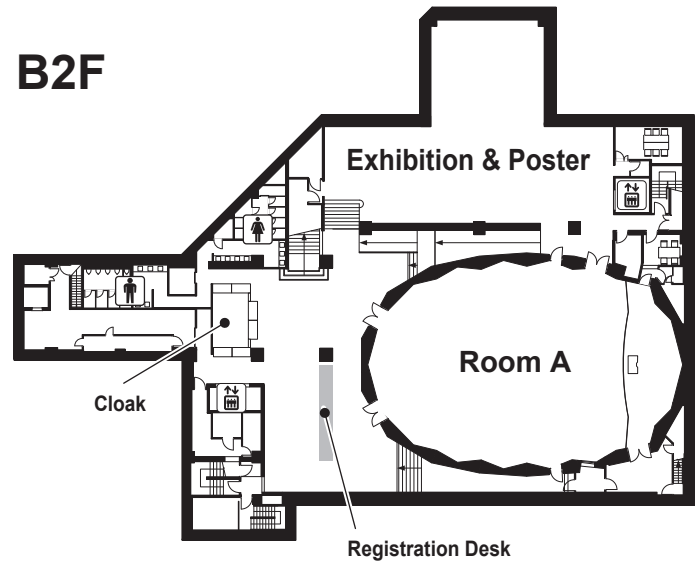 B2F
Exhibition & Poster
Room A
Cloak
Registration Desk